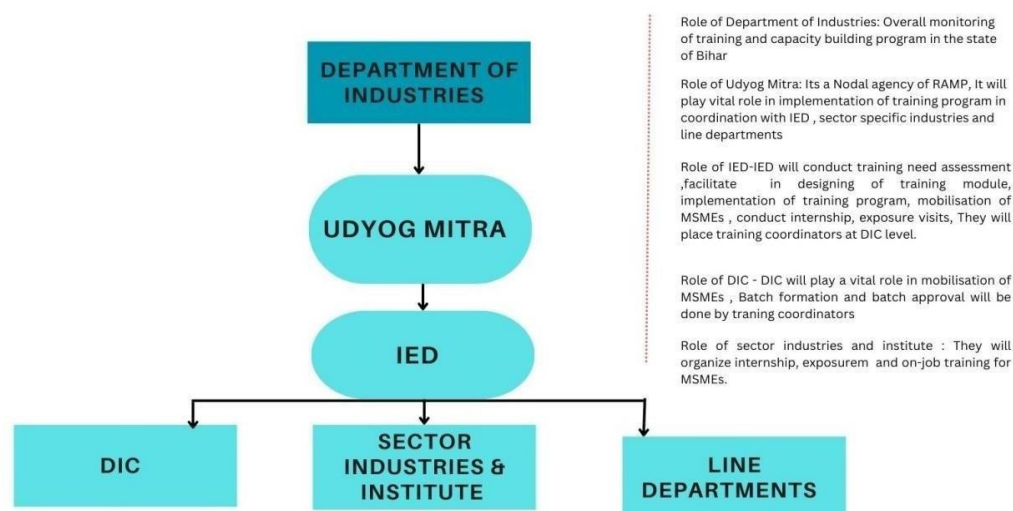 DEPARTMENT OF
INDUSTRIES
UDYOG MITRA
IED
DIC
SECTOR
INDUSTRIES &
INSTITUTE
LINE
DEPARTMENTS
Role of Department of Industries: Overall monitoring
of training and capacity building program in the state
of Bihar
Role of Udyog Mitra: Its a Nodal agency of RAMP, It will
play vital role in implementation of training program in
coordination with IED , sector specific industries and
line departments
Role of IED-IED will conduct training need assessment
,facilitate in designing of training module,
implementation of training program, mobilisation of
MSMEs , conduct internship, exposure visits, They will
place training coordinators at DIC level.
Role of DIC - DIC will play a vital role in mobilisation of
MSMEs , Batch formation and batch approval will be
done by traning coordinators
Role of sector industries and institute : They will
organize internship, exposurem and on-job training for
MSMEs.